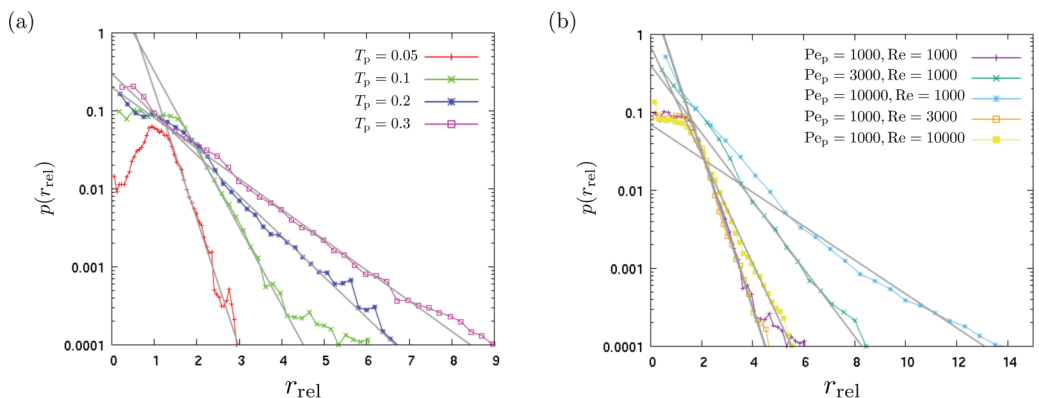 (a)
1
0.1
0.01
0.001
0.0001
p(r_rel)
0 1 2 3 4 5 6 7 8 9
r_rel
T_p = 0.05
T_p = 0.1
T_p = 0.2
T_p = 0.3
(b)
1
0.1
0.01
0.001
0.0001
p(r_rel)
0 2 4 6 8 10 12 14
r_rel
Pe_p = 1000, Re = 1000
Pe_p = 3000, Re = 1000
Pe_p = 10000, Re = 1000
Pe_p = 1000, Re = 3000
Pe_p = 1000, Re = 10000